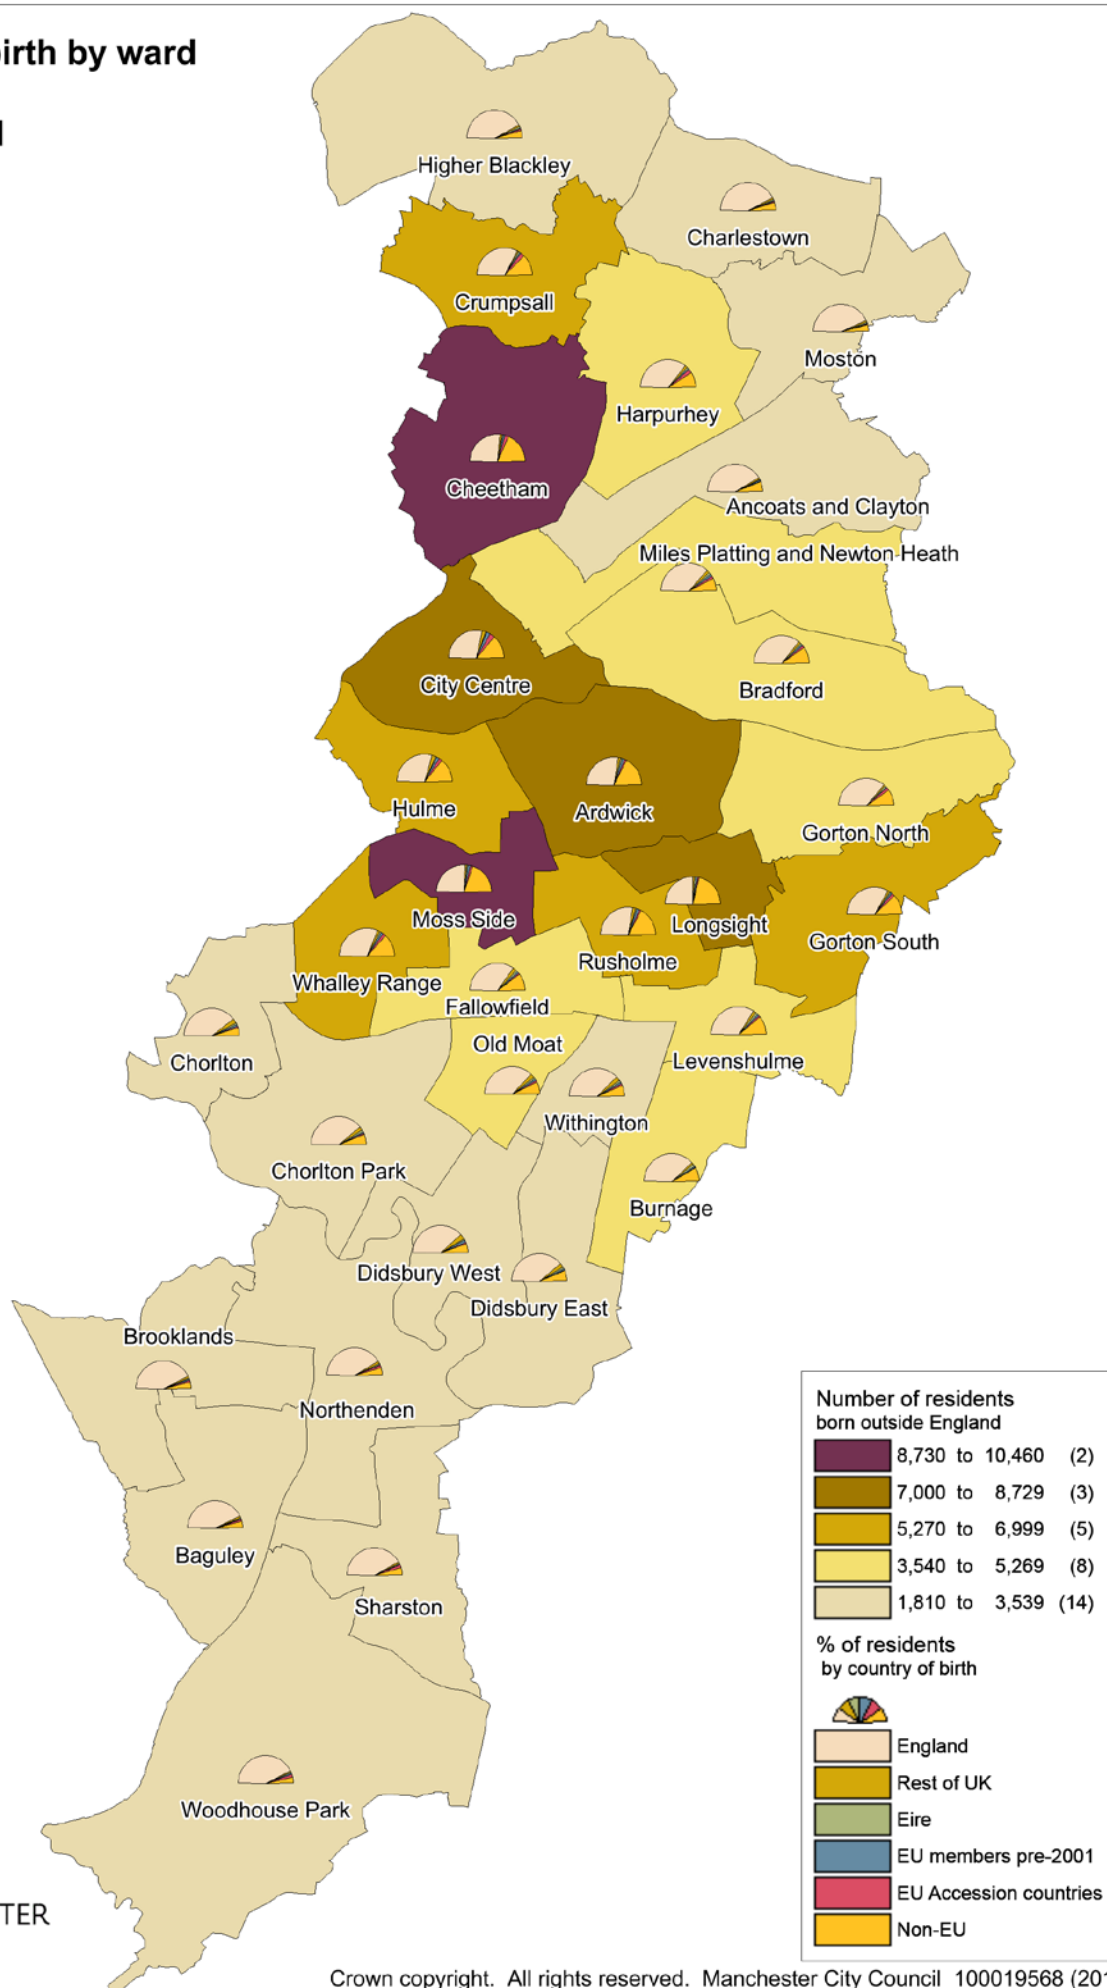 irth by ward
Higher Blackley
Charlestown
Crumpsall
Moston
Harpurhey
Cheetham
Ancoats and Clayton
Miles Platting and Newton Heath
City Centre
Bradford
Hulme
Ardwick
Gorton North
Moss Side
Longsight
Gorton South
Rusholme
Whalley Range
Fallowfield
Old Moat
Chorlton
Levenshulme
Withington
Chorlton Park
Burnage
Didsbury West
Didsbury East
Brooklands
Northenden
Baguley
Sharston
Woodhouse Park
Number of residents
born outside England
8,730 to 10,460 (2)
7,000 to 8,729 (3)
5,270 to 6,999 (5)
3,540 to 5,269 (8)
1,810 to 3,539 (14)
% of residents
by country of birth
England
Rest of UK
Eire
EU members pre-2001
EU Accession countries
Non-EU
TER
Crown copyright. All rights reserved. Manchester City Council 100019568 (201